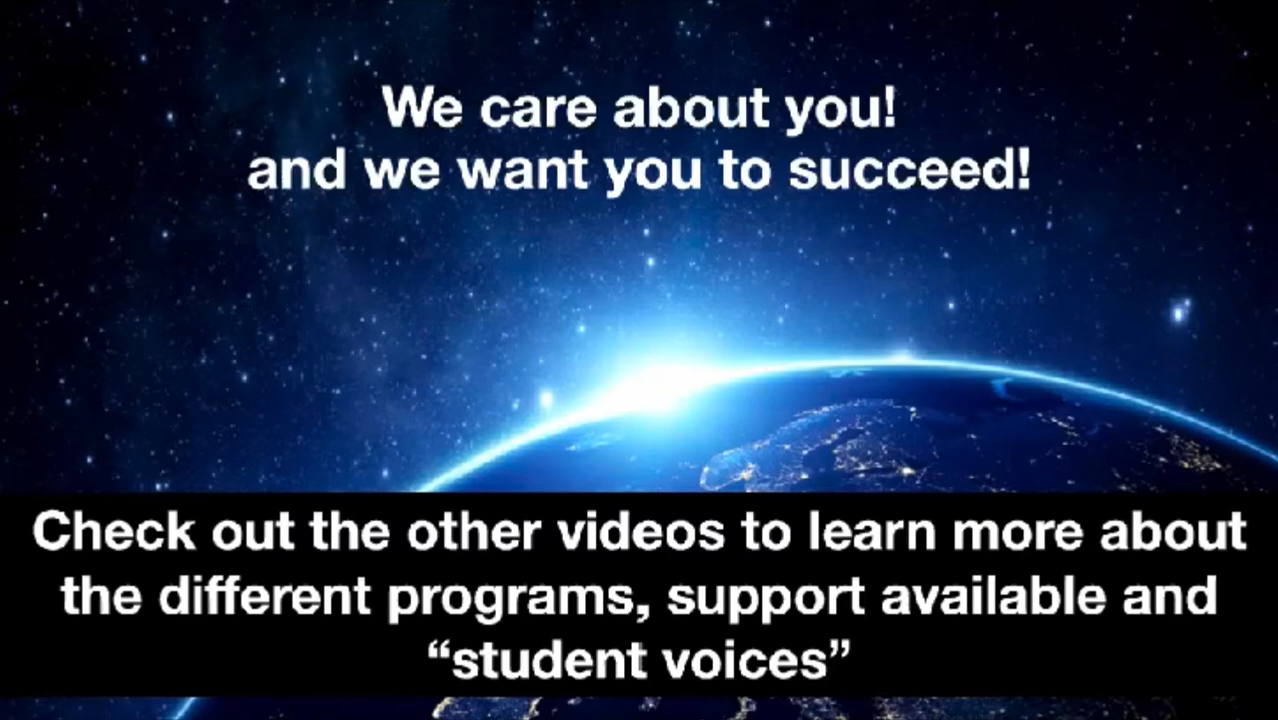 We care about you!
and we want you to succeed!
Check out the other videos to learn more about
the different programs, support available and
“student voices”